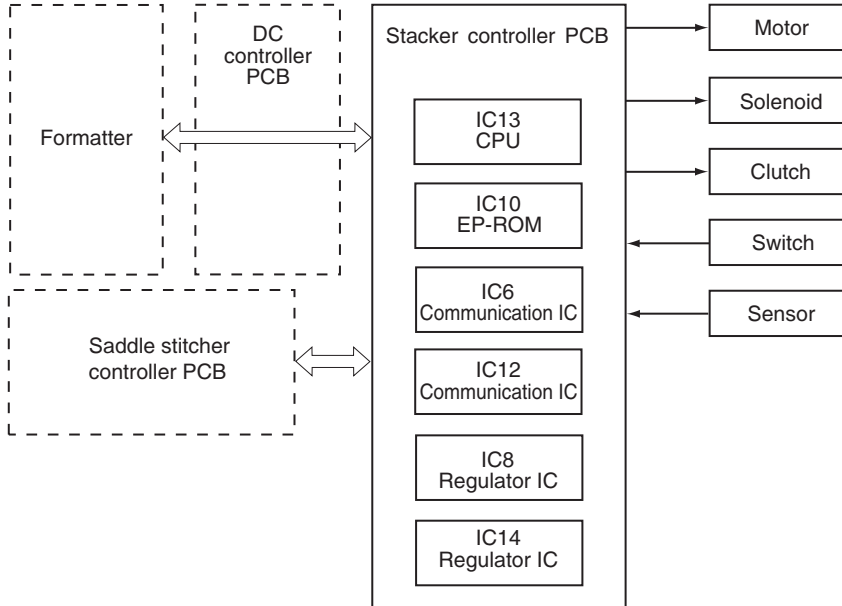 Formatter
DC
controller
PCB
Saddle stitcher
controller PCB
Stacker controller PCB
IC13
CPU
IC10
EP-ROM
IC6
Communication IC
IC12
Communication IC
IC8
Regulator IC
IC14
Regulator IC
Motor
Solenoid
Clutch
Switch
Sensor